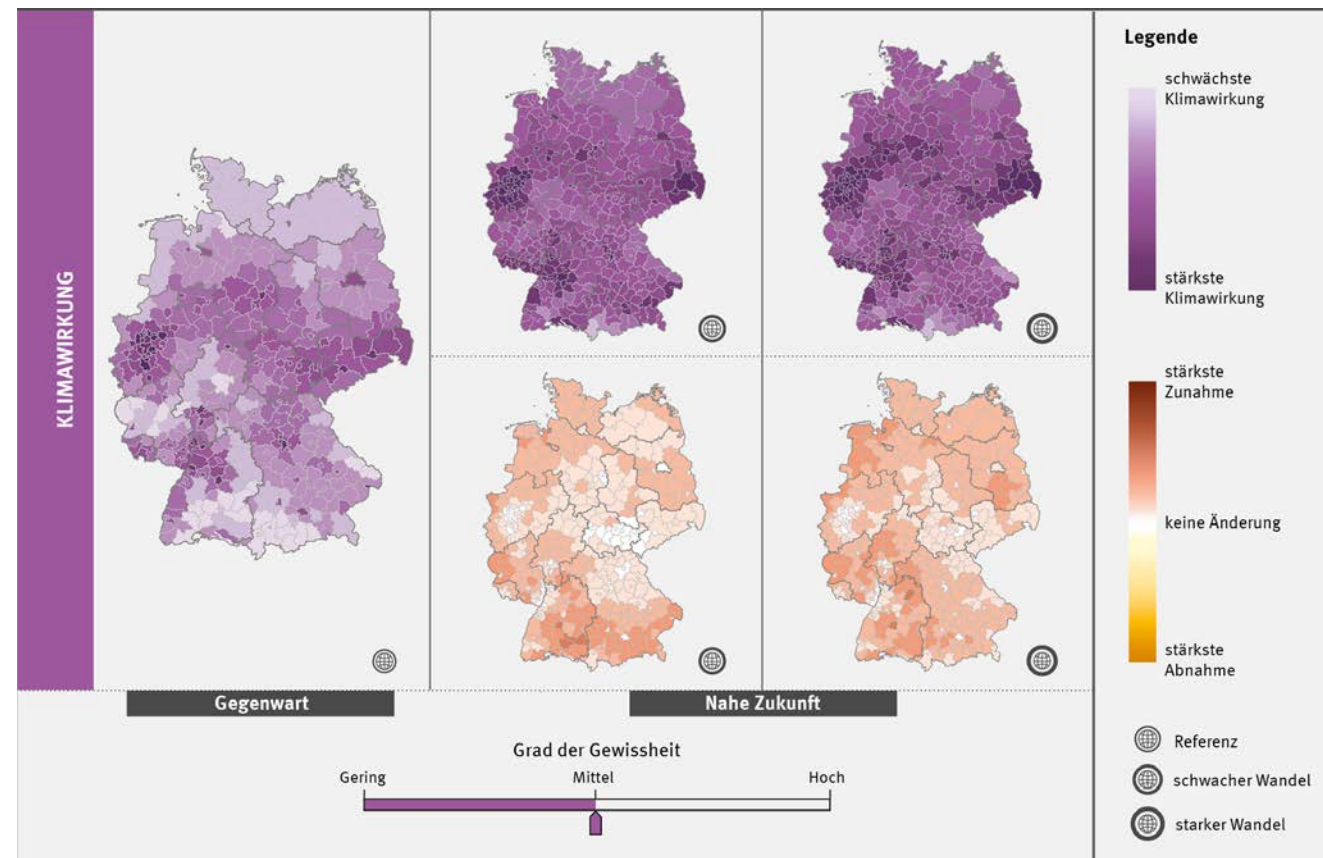 KLIMAWIRKUNG
Gegenwart
Nahe Zukunft
Grad der Gewissheit
Gering
Mittel
Hoch
Legende
schwächste
Klimawirkung
stärkste
Klimawirkung
stärkste
Zunahme
keine Änderung
stärkste
Abnahme
Referenz
schwacher Wandel
starker Wandel